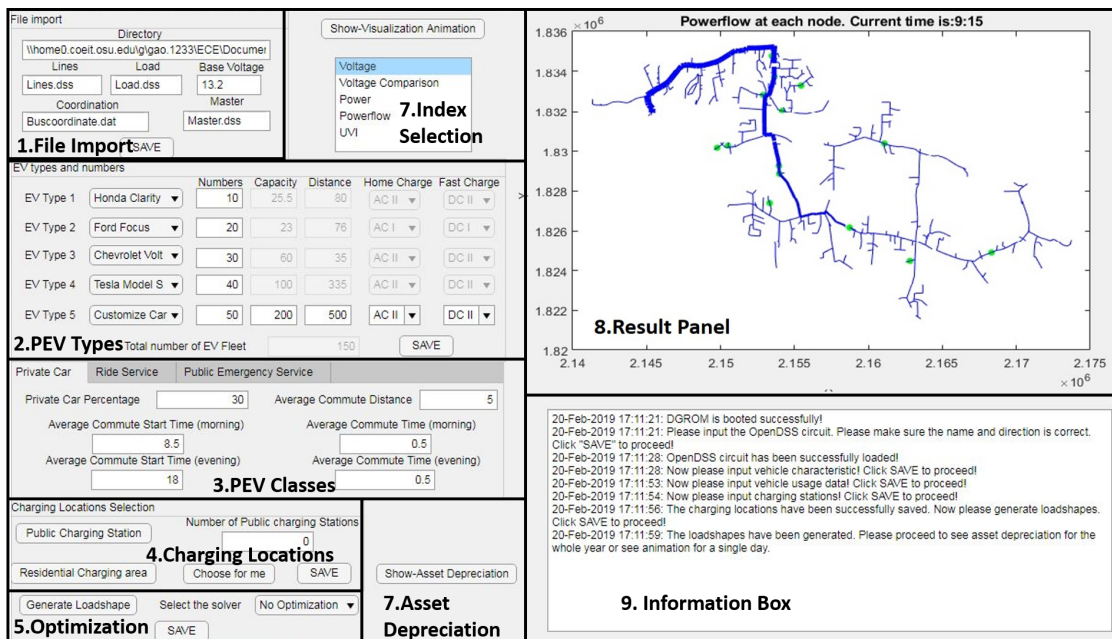 File import
Directory
\\home0.coeit.osu.edu\g\gao.1233\ECE\Documer
Lines Load Base Voltage
Lines.dss Load.dss 13.2
Coordination Master
Buscoordinate.dat Master.dss
1.File Import SAVE
Show-Visualization Animation
Voltage
Voltage Comparison
Power
Powerflow
UVI
7.Index
Selection
EV types and numbers
Numbers Capacity Distance Home Charge Fast Charge
EV Type 1 Honda Clarity 10 25.5 80 AC II DC II
EV Type 2 Ford Focus 20 23 76 AC I DC I
EV Type 3 Chevrolet Volt 30 60 35 AC II DC II
EV Type 4 Tesla Model S 40 100 335 AC II DC II
EV Type 5 Customize Car 50 200 500 AC II DC II
2.PEV Types Total number of EV Fleet 150 SAVE
Private Car Ride Service Public Emergency Service
Private Car Percentage 30 Average Commute Distance 5
Average Commute Start Time (morning) Average Commute Time (morning)
8.5 0.5
Average Commute Start Time (evening) Average Commute Time (evening)
18 0.5
3.PEV Classes
Charging Locations Selection
Number of Public charging Stations
Public Charging Station 0
4.Charging Locations
Residential Charging area Choose for me SAVE
Generate Loadshape Select the solver No Optimization
5.Optimization SAVE
Show-Asset Depreciation
7.Asset
Depreciation
Powerflow at each node. Current time is:9:15
× 10⁶
1.836
1.834
1.832
1.83
1.828
1.826
1.824
1.822
1.82
2.14 2.145 2.15 2.155 2.16 2.165 2.17 2.175
× 10⁶
8.Result Panel
20-Feb-2019 17:11:21: DGROM is booted successfully!
20-Feb-2019 17:11:21: Please input the OpenDSS circuit. Please make sure the name and direction is correct.
Click "SAVE" to proceed!
20-Feb-2019 17:11:28: OpenDSS circuit has been successfully loaded!
20-Feb-2019 17:11:28: Now please input vehicle characteristic! Click SAVE to proceed!
20-Feb-2019 17:11:53: Now please input vehicle usage data! Click SAVE to proceed!
20-Feb-2019 17:11:54: Now please input charging stations! Click SAVE to proceed!
20-Feb-2019 17:11:56: The charging locations have been successfully saved. Now please generate loadshapes.
Click SAVE to proceed!
20-Feb-2019 17:11:59: The loadshapes have been generated. Please proceed to see asset depreciation for the
whole year or see animation for a single day.
9. Information Box